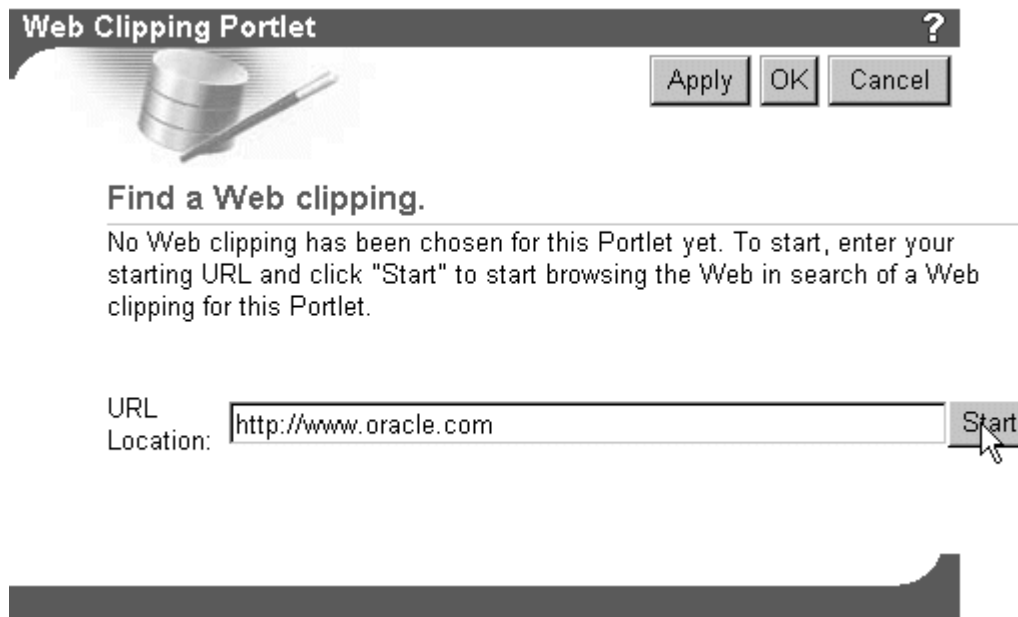 Web Clipping Portlet ?
Apply OK Cancel
Find a Web clipping.
No Web clipping has been chosen for this Portlet yet. To start, enter your
starting URL and click "Start" to start browsing the Web in search of a Web
clipping for this Portlet.
URL
Location: http://www.oracle.com Start